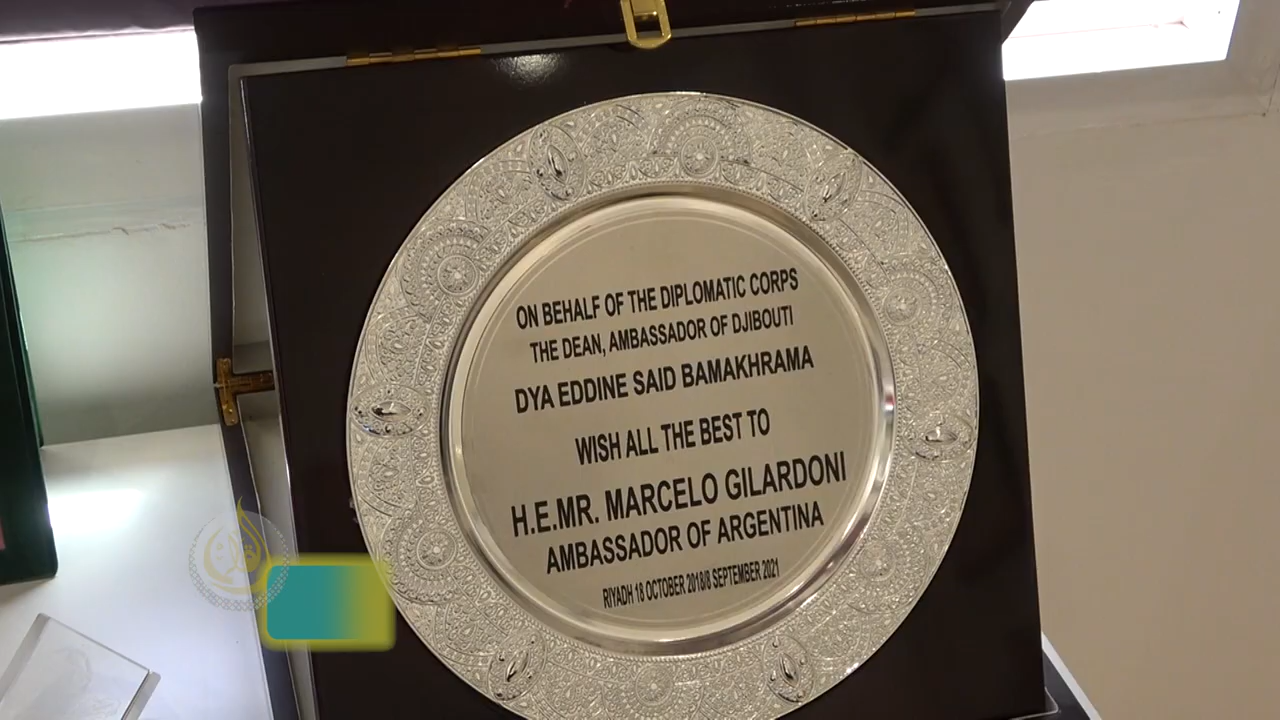 ON BEHALF OF THE DIPLOMATIC CORPS
THE DEAN, AMBASSADOR OF DJIBOUTI
DYA EDDINE SAID BAMAKHRAMA
WISH ALL THE BEST TO
H.E.MR. MARCELO GILARDONI
AMBASSADOR OF ARGENTINA
RIYADH 18 OCTOBER 2018/8 SEPTEMBER 2021